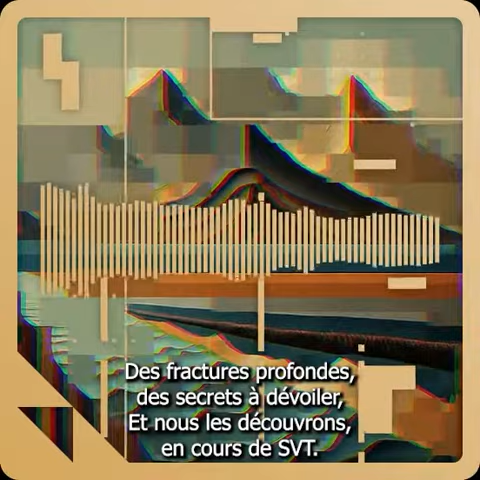 Des fractures profondes,
des secrets à dévoiler,
Et nous les découvrons,
en cours de SVT.